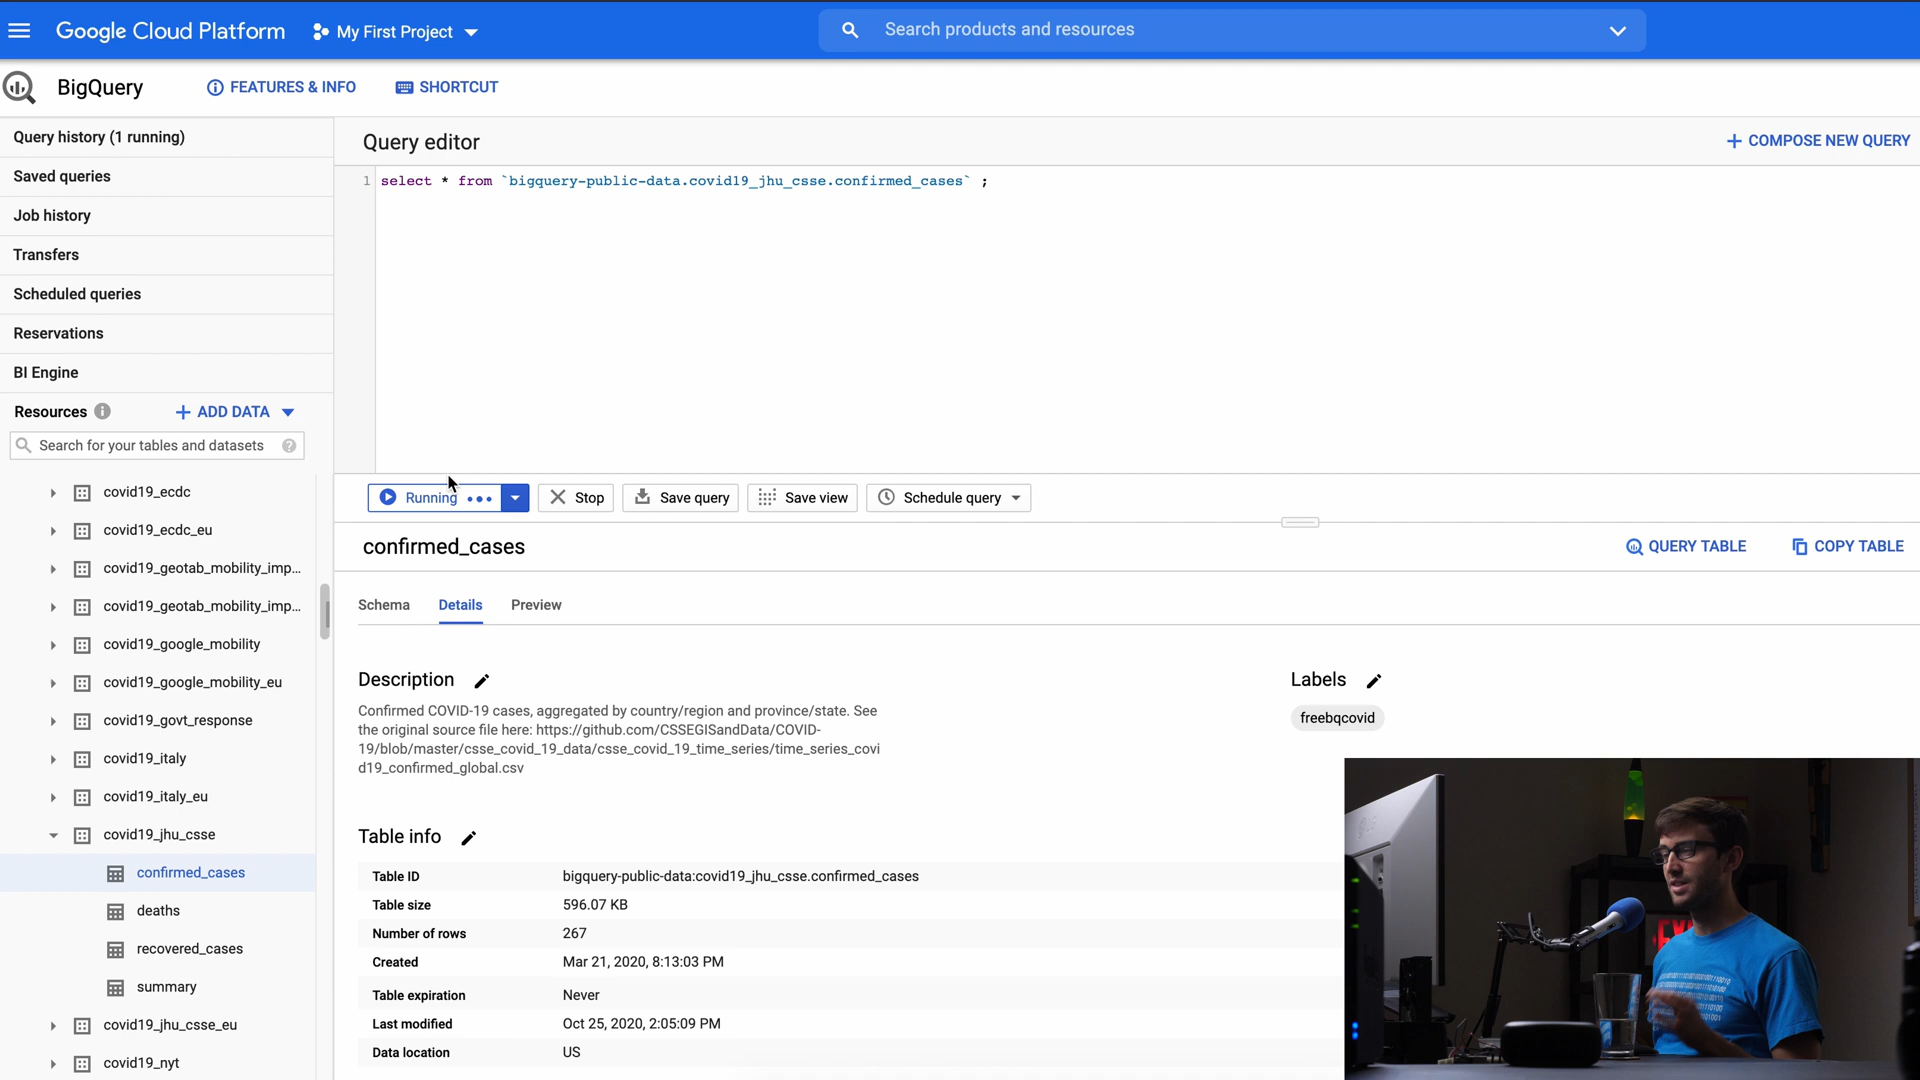 Google Cloud Platform
My First Project
Search products and resources
BigQuery
FEATURES & INFO
SHORTCUT
Query history (1 running)
Saved queries
Job history
Transfers
Scheduled queries
Reservations
BI Engine
Resources
ADD DATA
Search for your tables and datasets
covid19_ecdc
covid19_ecdc_eu
covid19_geotab_mobility_imp...
covid19_geotab_mobility_imp...
covid19_google_mobility
covid19_google_mobility_eu
covid19_govt_response
covid19_italy
covid19_italy_eu
covid19_jhu_csse
confirmed_cases
deaths
recovered_cases
summary
covid19_jhu_csse_eu
covid19_nyt
Query editor
COMPOSE NEW QUERY
1 select * from `bigquery-public-data.covid19_jhu_csse.confirmed_cases` ;
Running
Stop
Save query
Save view
Schedule query
confirmed_cases
QUERY TABLE
COPY TABLE
Schema
Details
Preview
Description
Confirmed COVID-19 cases, aggregated by country/region and province/state. See
the original source file here: https://github.com/CSSEGISandData/COVID-
19/blob/master/csse_covid_19_data/csse_covid_19_time_series/time_series_covi
d19_confirmed_global.csv
Labels
freebqcovid
Table info
Table ID bigquery-public-data:covid19_jhu_csse.confirmed_cases
Table size 596.07 KB
Number of rows 267
Created Mar 21, 2020, 8:13:03 PM
Table expiration Never
Last modified Oct 25, 2020, 2:05:09 PM
Data location US